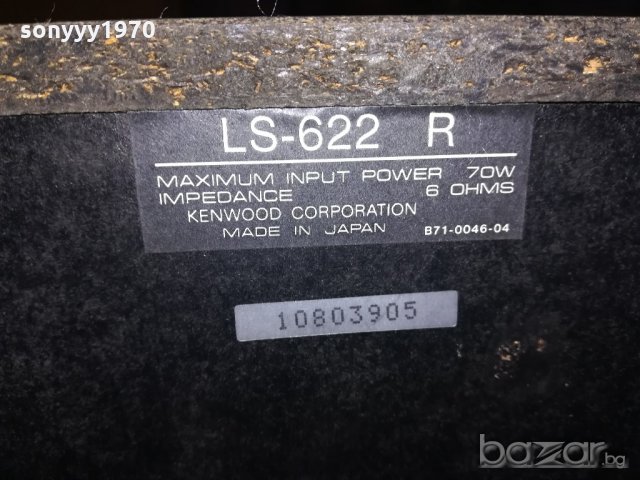 sonyyy1970
LS-622 R
MAXIMUM INPUT POWER 70W
IMPEDANCE 6 OHMS
KENWOOD CORPORATION
MADE IN JAPAN B71-0046-04
10803905
bazar.бг